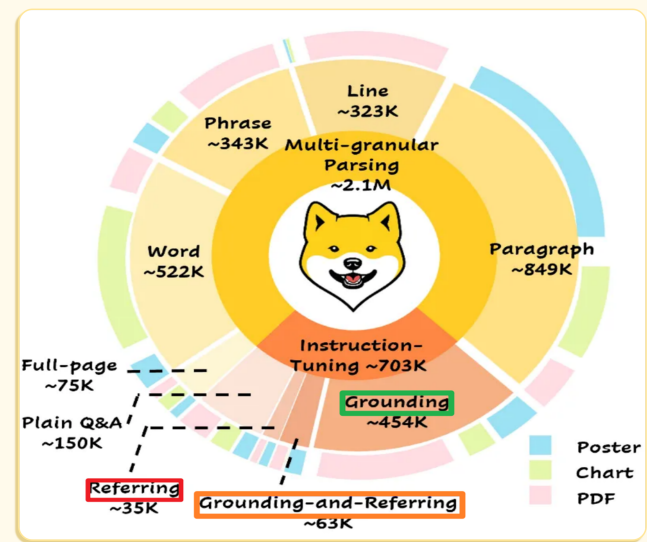 Line
~323K
Phrase
~343K
Multi-granular
Parsing
~2.1M
Word
~522K
Paragraph
~849K
Instruction-
Tuning ~703K
Full-page
~75K
Grounding
~454K
Plain Q&A
~150K
Referring
~35K
Grounding-and-Referring
~63K
Poster
Chart
PDF